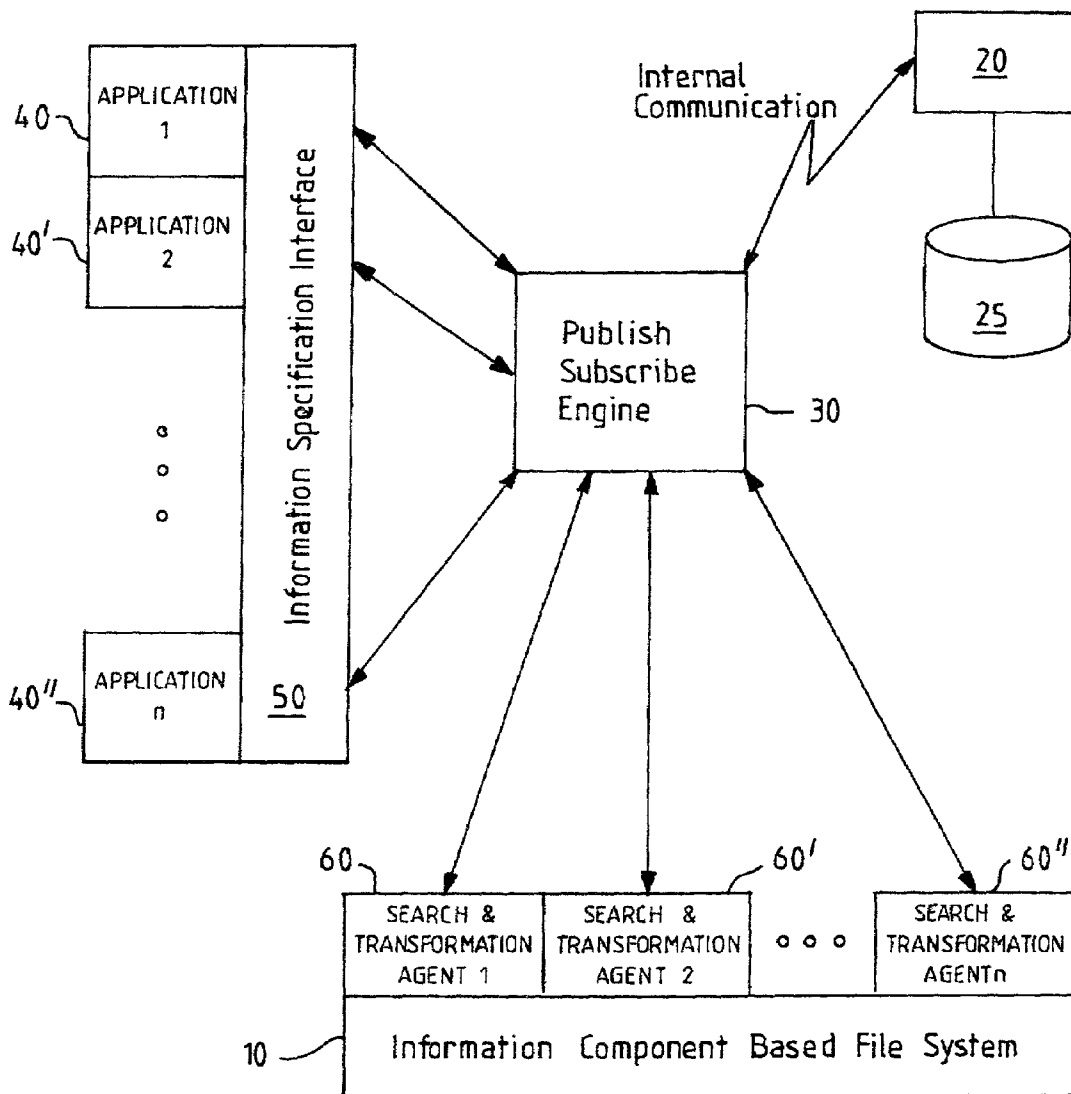 APPLICATION
1
40
APPLICATION
2
40'
APPLICATION
n
40"
Information Specification Interface
50
Internal
Communication
20
25
Publish
Subscribe
Engine
30
60
60'
60"
SEARCH &
TRANSFORMATION
AGENT 1
SEARCH &
TRANSFORMATION
AGENT 2
SEARCH &
TRANSFORMATION
AGENTn
10
Information Component Based File System